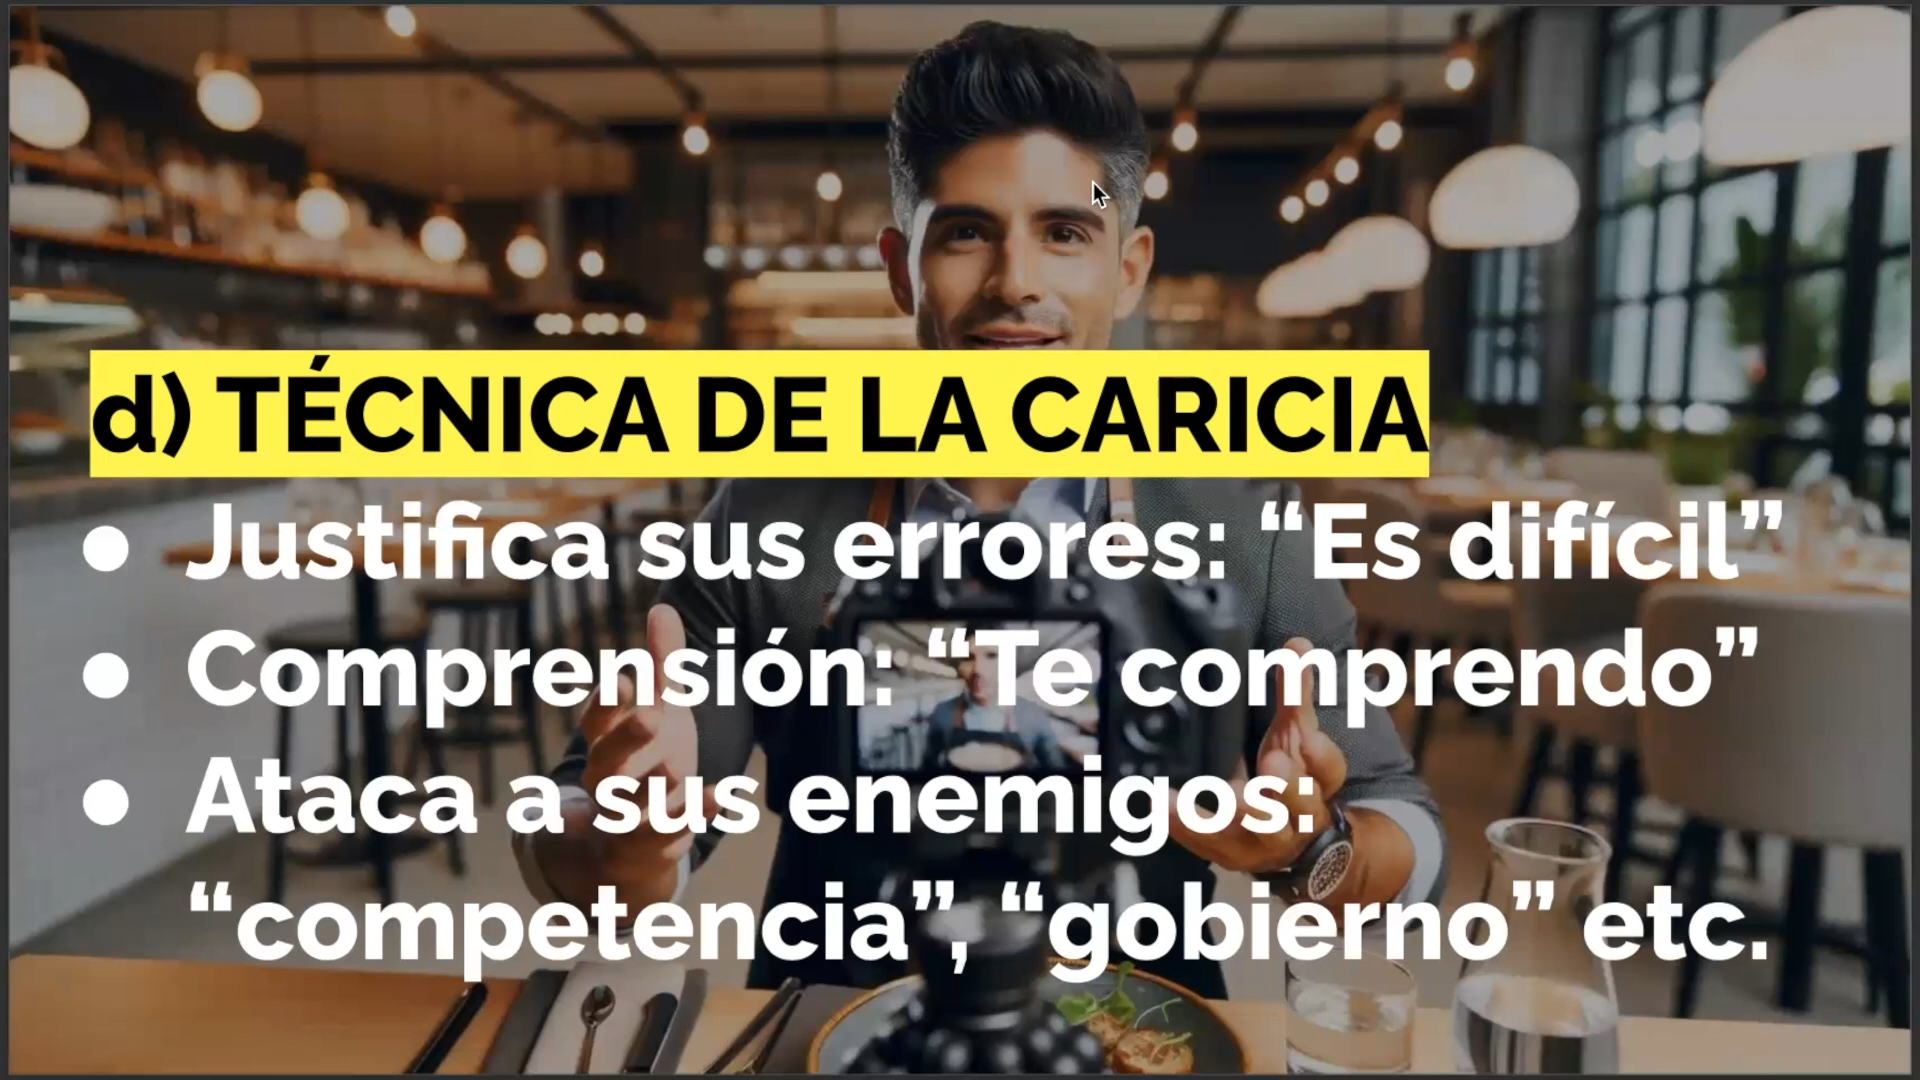 d) TÉCNICA DE LA CARICIA
● Justifica sus errores: “Es difícil”
● Comprensión: “Te comprendo”
● Ataca a sus enemigos:
“competencia”, “gobierno” etc.